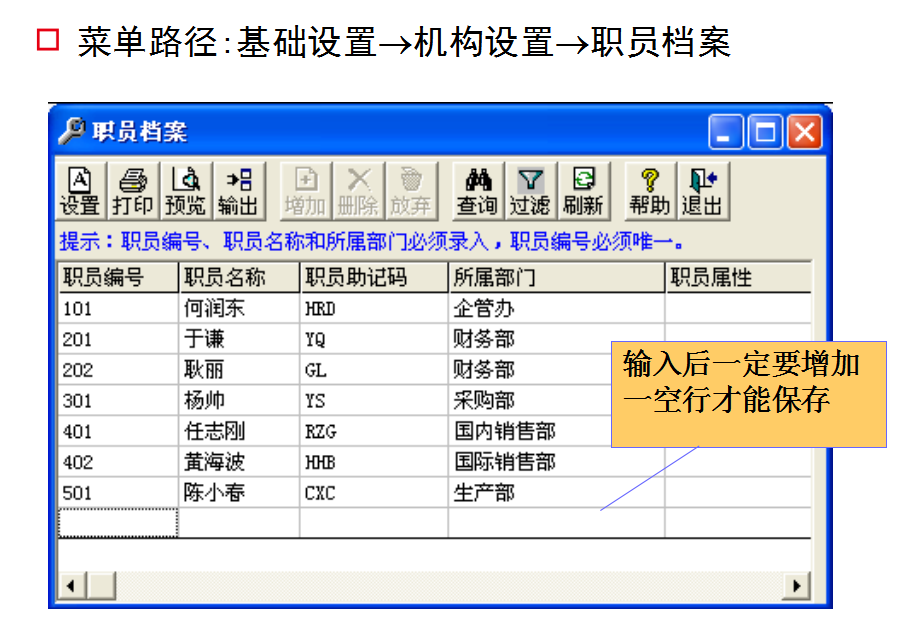 菜单路径:基础设置→机构设置→职员档案
职员档案
设置 打印 预览 输出 增加 删除 放弃 查询 过滤 刷新 帮助 退出
提示：职员编号、职员名称和所属部门必须录入，职员编号必须唯一。
职员编号 职员名称 职员助记码 所属部门 职员属性
101 何润东 HRD 企管办
201 于谦 YQ 财务部
202 耿丽 GL 财务部
301 杨帅 YS 采购部
401 任志刚 RZG 国内销售部
402 黄海波 HHB 国际销售部
501 陈小春 CXC 生产部
输入后一定要增加
一空行才能保存